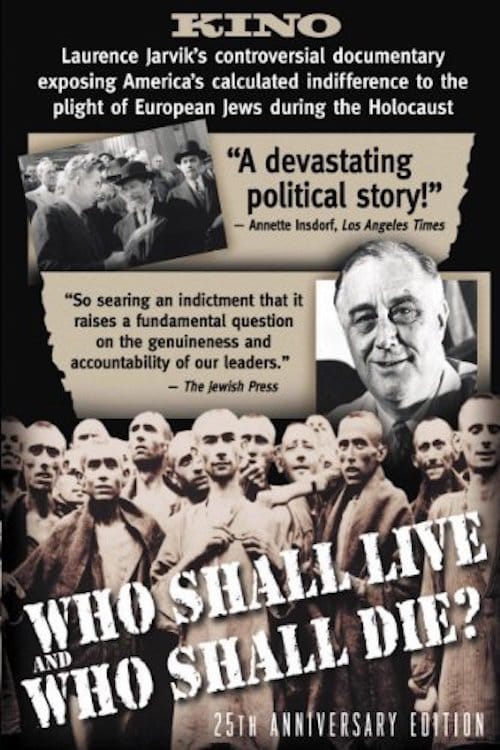 KINO
Laurence Jarvik's controversial documentary
exposing America's calculated indifference to the
plight of European Jews during the Holocaust
“A devastating
political story!”
— Annette Insdorf, Los Angeles Times
“So searing an indictment that it
raises a fundamental question
on the genuineness and
accountability of our leaders.”
— The Jewish Press
WHO SHALL LIVE
AND
WHO SHALL DIE?
25TH ANNIVERSARY EDITION